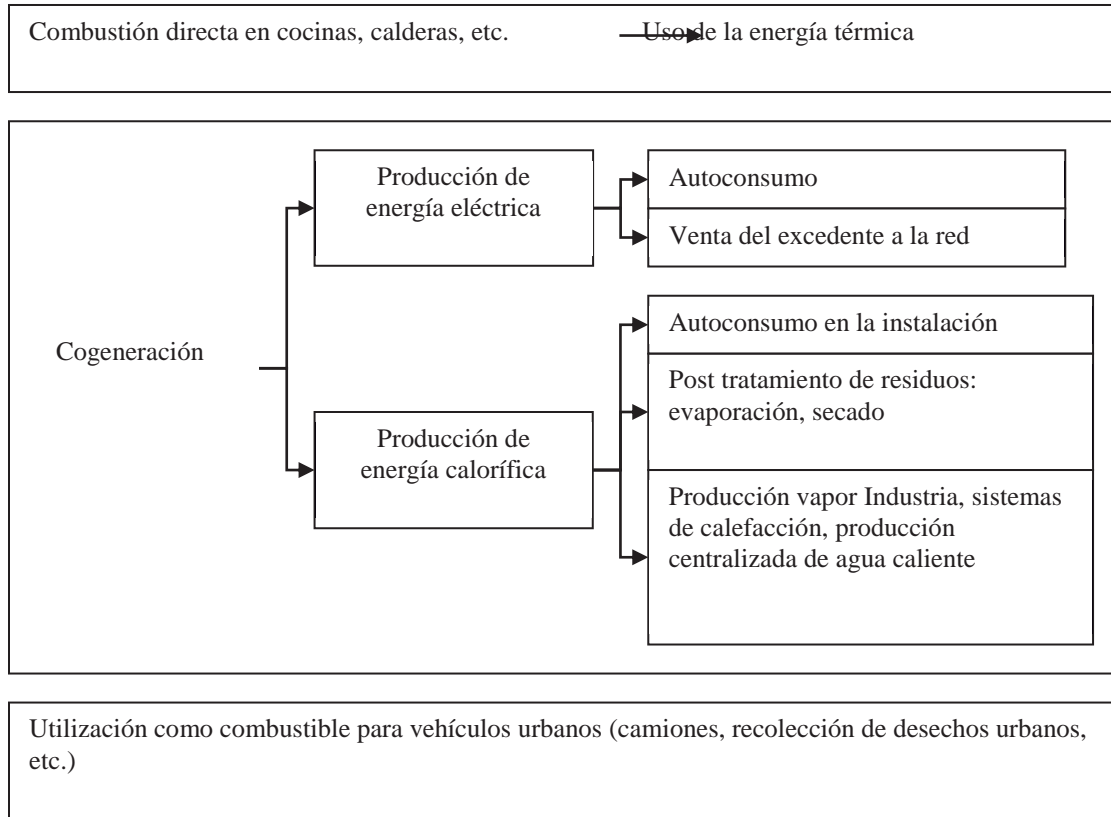 Combustión directa en cocinas, calderas, etc. Uso de la energía térmica
Producción de
energía eléctrica
Autoconsumo
Venta del excedente a la red
Cogeneración
Producción de
energía calorífica
Autoconsumo en la instalación
Post tratamiento de residuos:
evaporación, secado
Producción vapor Industria, sistemas
de calefacción, producción
centralizada de agua caliente
Utilización como combustible para vehículos urbanos (camiones, recolección de desechos urbanos,
etc.)